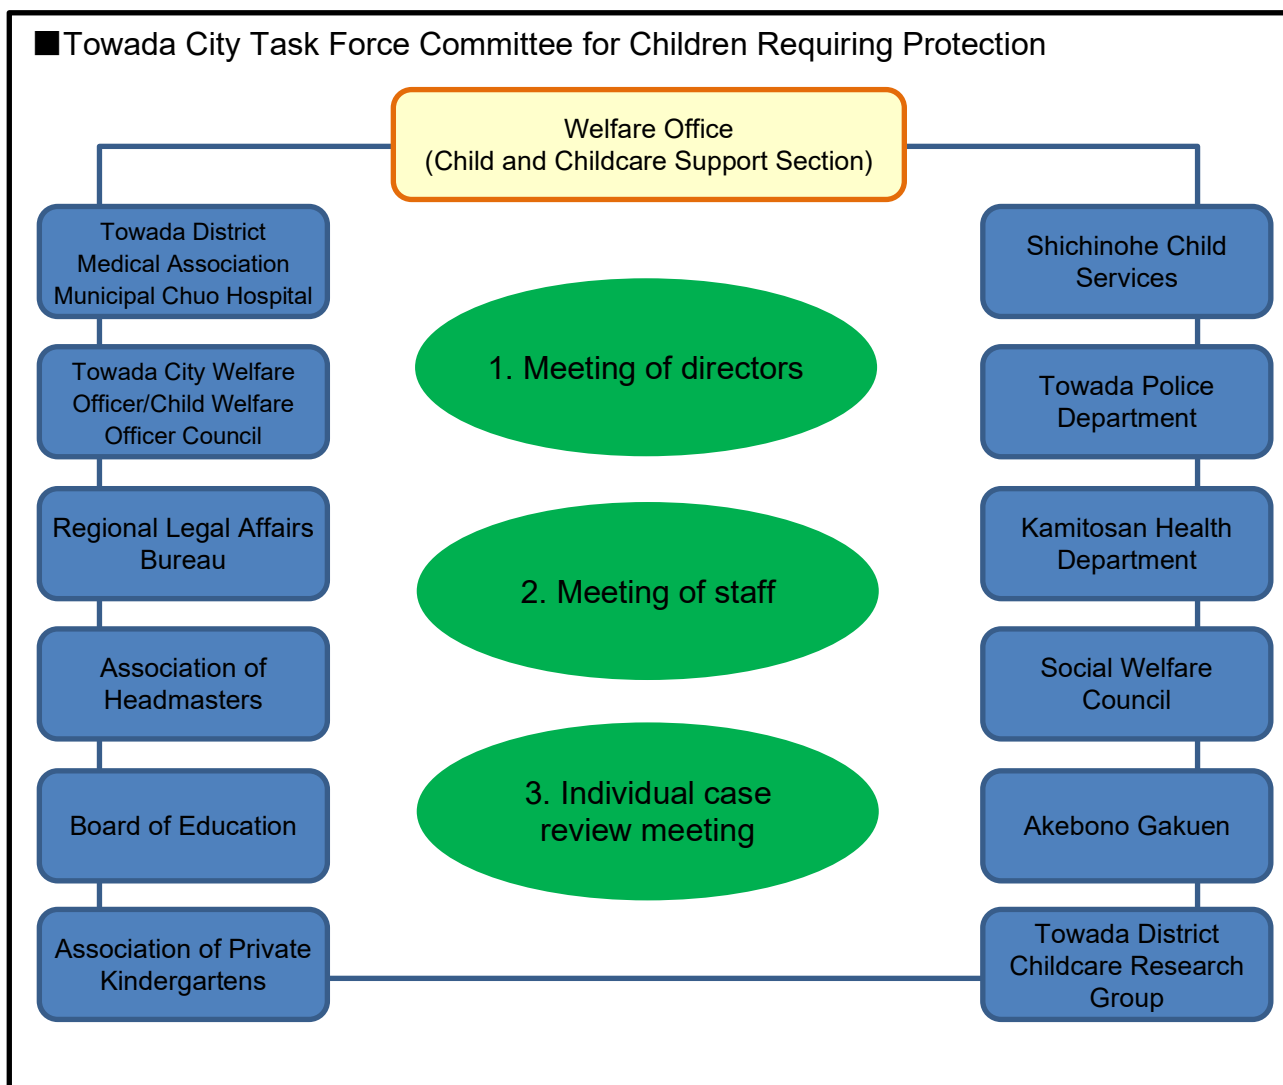 ■Towada City Task Force Committee for Children Requiring Protection
Welfare Office
(Child and Childcare Support Section)
Towada District
Medical Association
Municipal Chuo Hospital
Towada City Welfare
Officer/Child Welfare
Officer Council
Regional Legal Affairs
Bureau
Association of
Headmasters
Board of Education
Association of Private
Kindergartens
1. Meeting of directors
2. Meeting of staff
3. Individual case
review meeting
Shichinohe Child
Services
Towada Police
Department
Kamitosan Health
Department
Social Welfare
Council
Akebono Gakuen
Towada District
Childcare Research
Group